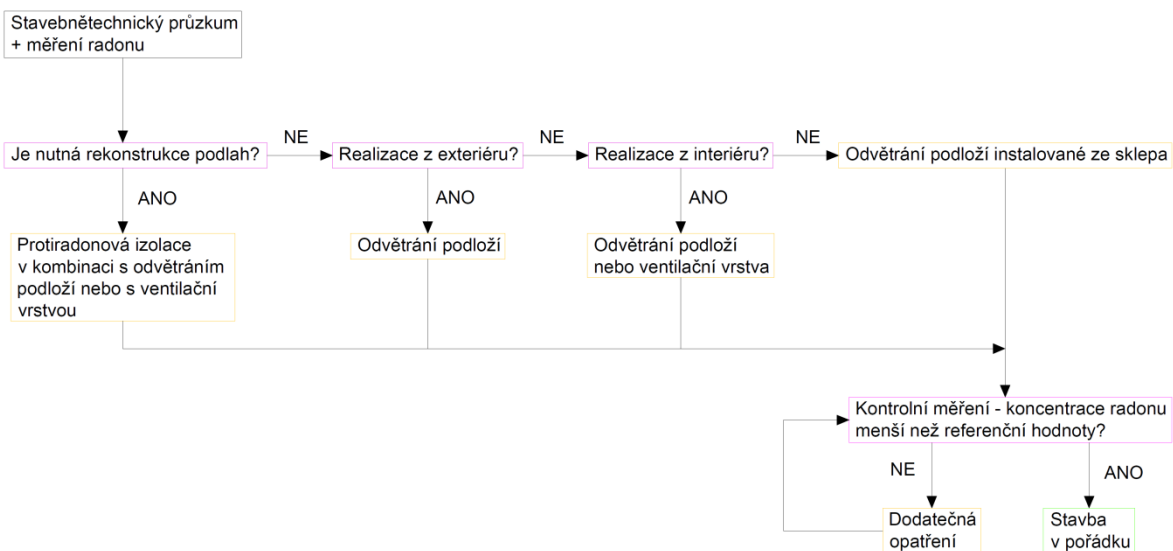 Stavebnětechnický průzkum
+ měření radonu
Je nutná rekonstrukce podlah?
NE
Realizace z exteriéru?
NE
Realizace z interiéru?
NE
Odvětrání podloží instalované ze sklepa
ANO
ANO
ANO
Protiradonová izolace
v kombinaci s odvětráním
podloží nebo s ventilační
vrstvou
Odvětrání podloží
Odvětrání podloží
nebo ventilační vrstva
Kontrolní měření - koncentrace radonu
menší než referenční hodnoty?
NE
ANO
Dodatečná
opatření
Stavba
v pořádku